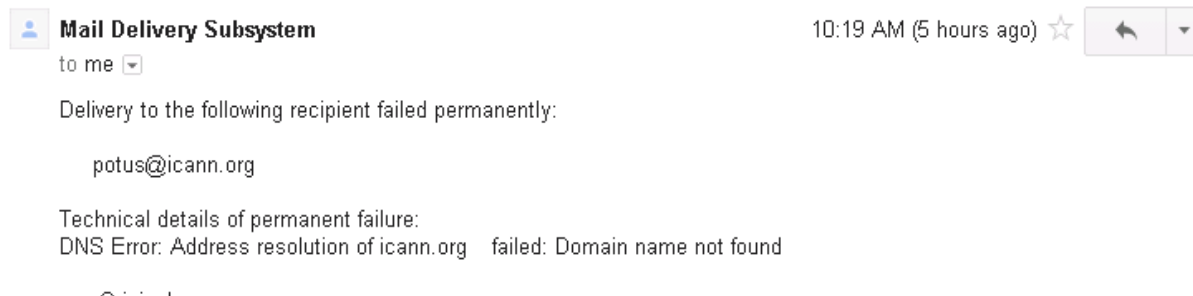 Mail Delivery Subsystem
10:19 AM (5 hours ago)
to me
Delivery to the following recipient failed permanently:
potus@icann.org
Technical details of permanent failure:
DNS Error: Address resolution of icann.org failed: Domain name not found